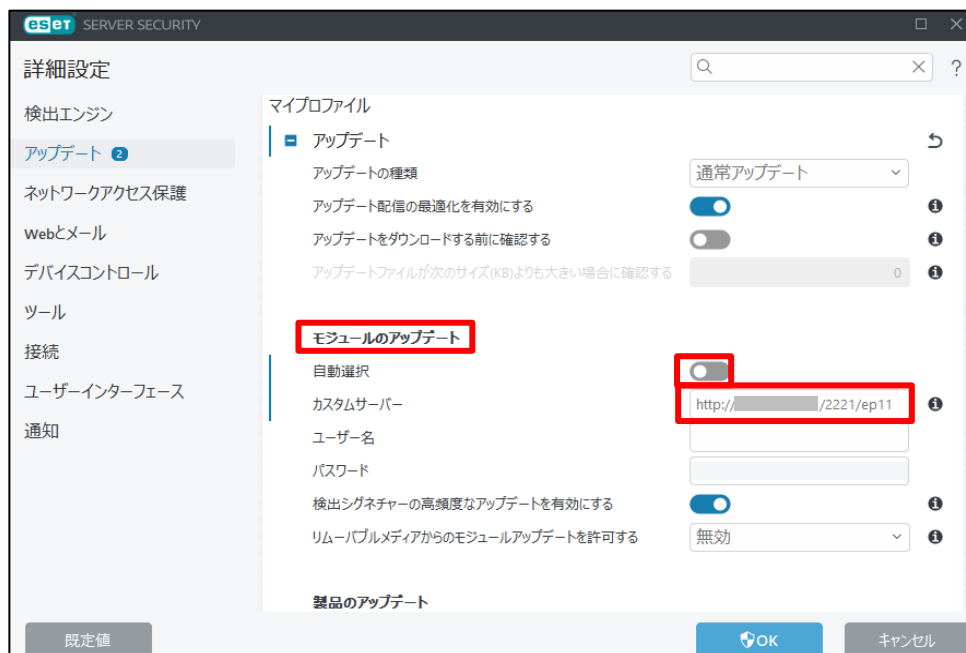 eset SERVER SECURITY
詳細設定
?
検出エンジン
アップデート 2
ネットワークアクセス保護
Webとメール
デバイスコントロール
ツール
接続
ユーザーインターフェース
通知
マイプロファイル
アップデート
アップデートの種類 通常アップデート
アップデート配信の最適化を有効にする
アップデートをダウンロードする前に確認する
アップデートファイルが次のサイズ(KB)よりも大きい場合に確認する 0
モジュールのアップデート
自動選択
カスタムサーバー http:// /2221/ep11
ユーザー名
パスワード
検出シグネチャーの高頻度なアップデートを有効にする
リムーバブルメディアからのモジュールアップデートを許可する 無効
製品のアップデート
既定値 OK キャンセル